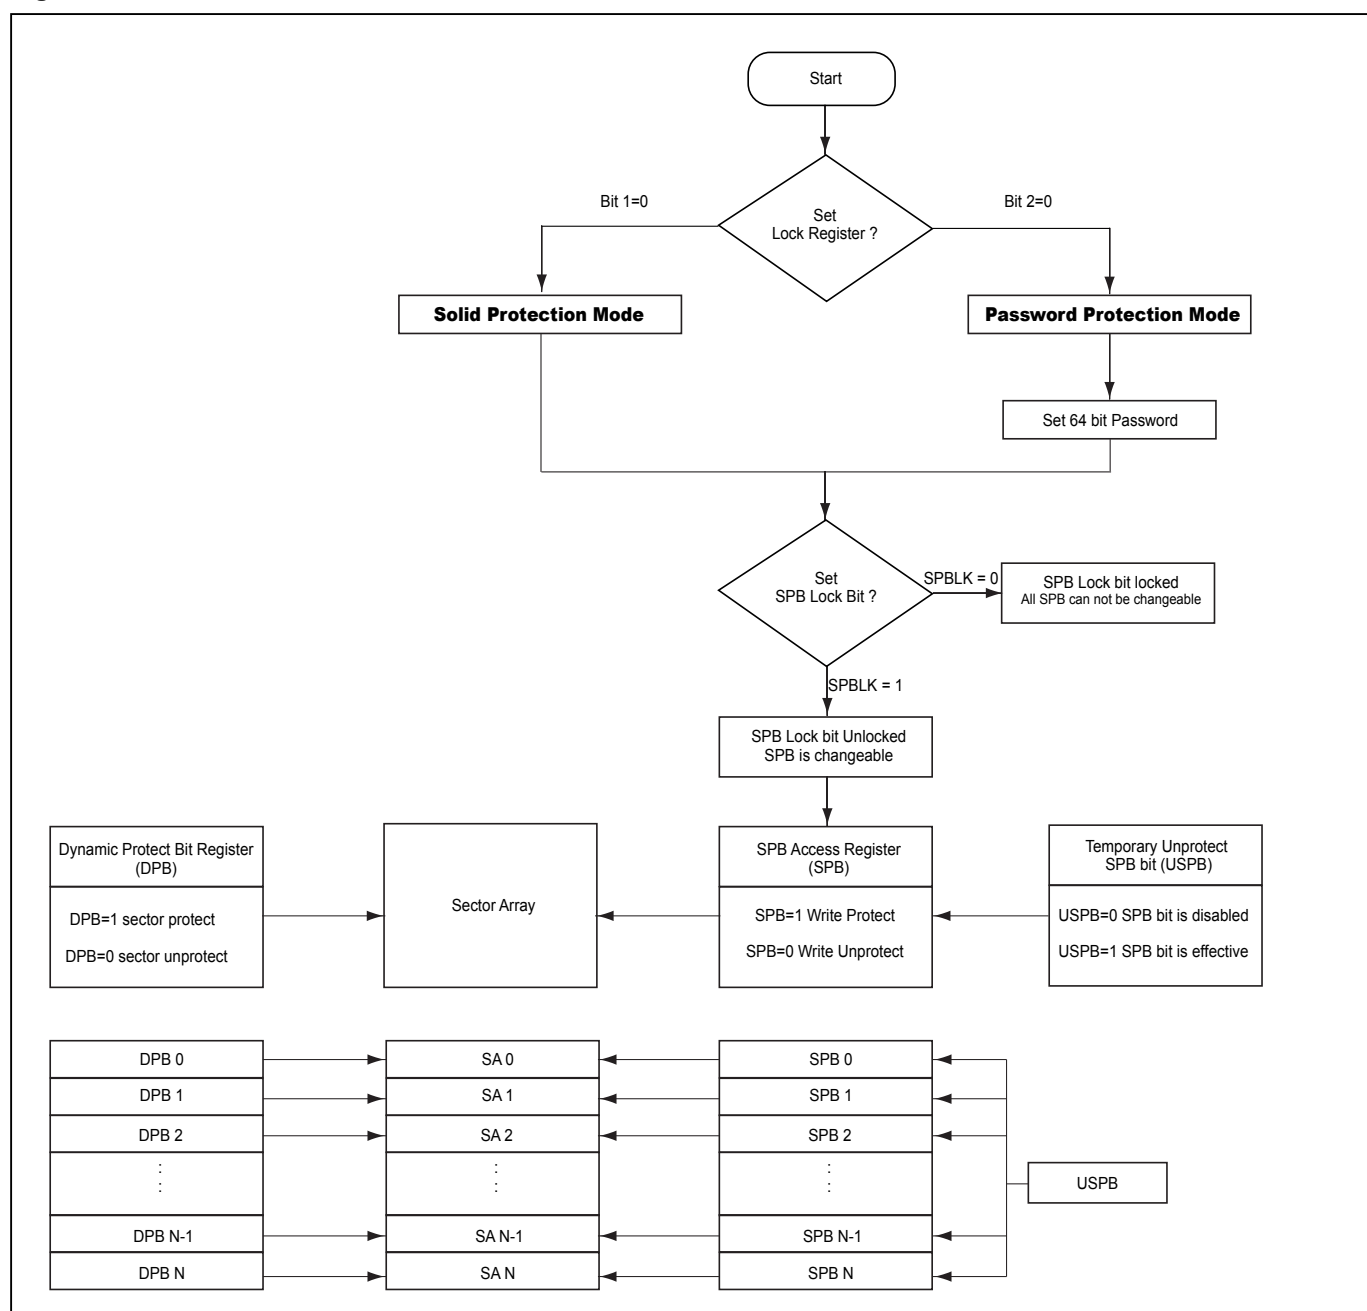 Start
Set
Lock Register ?
Bit 1=0
Bit 2=0
Solid Protection Mode
Password Protection Mode
Set 64 bit Password
Set
SPB Lock Bit ?
SPBLK = 0
SPB Lock bit locked
All SPB can not be changeable
SPBLK = 1
SPB Lock bit Unlocked
SPB is changeable
Dynamic Protect Bit Register
(DPB)
DPB=1 sector protect
DPB=0 sector unprotect
Sector Array
SPB Access Register
(SPB)
SPB=1 Write Protect
SPB=0 Write Unprotect
Temporary Unprotect
SPB bit (USPB)
USPB=0 SPB bit is disabled
USPB=1 SPB bit is effective
DPB 0
SA 0
SPB 0
DPB 1
SA 1
SPB 1
DPB 2
SA 2
SPB 2
USPB
DPB N-1
SA N-1
SPB N-1
DPB N
SA N
SPB N